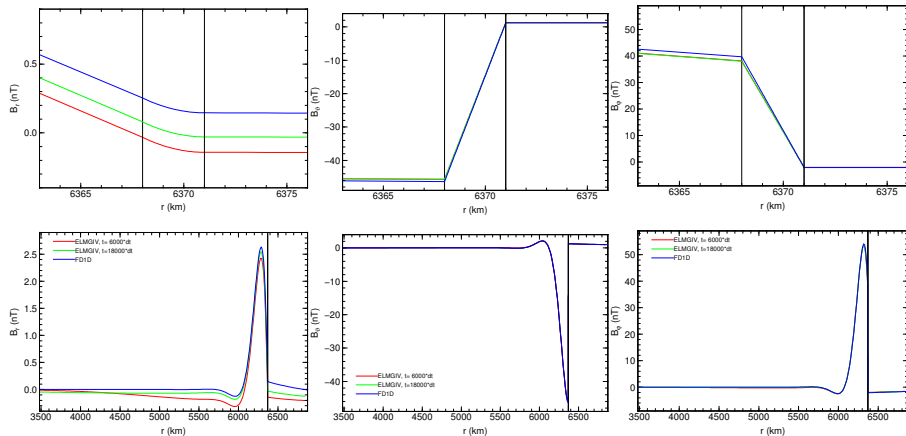 0.5
0.0
B_r (nT)
6365
6370
6375
r (km)
0
−10
−20
−30
−40
B_θ (nT)
6365
6370
6375
r (km)
50
40
30
20
10
0
B_φ (nT)
6365
6370
6375
r (km)
ELMGIV, t= 6000*dt
ELMGIV, t=18000*dt
FD1D
2.5
2.0
1.5
1.0
0.5
0.0
B_r (nT)
3500
4000
4500
5000
5500
6000
6500
r (km)
0
−10
−20
−30
−40
B_θ (nT)
ELMGIV, t= 6000*dt
ELMGIV, t=18000*dt
FD1D
3500
4000
4500
5000
5500
6000
6500
r (km)
ELMGIV, t= 6000*dt
ELMGIV, t=18000*dt
FD1D
50
40
30
20
10
0
B_φ (nT)
3500
4000
4500
5000
5500
6000
6500
r (km)